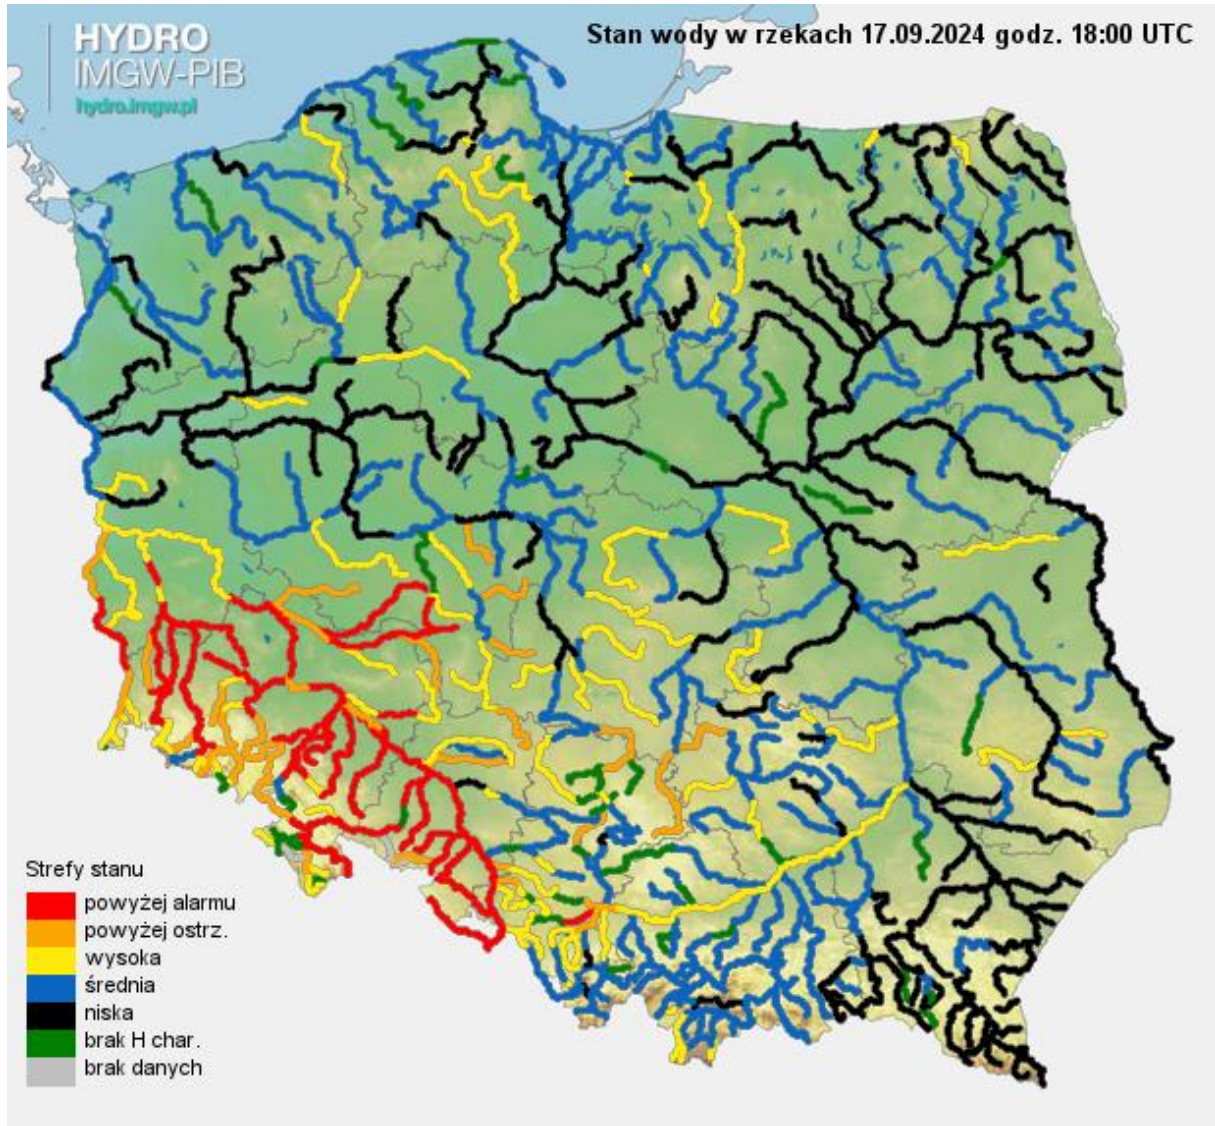 HYDRO
IMGW-PIB
hydro.imgw.pl
Stan wody w rzekach 17.09.2024 godz. 18:00 UTC
Strefy stanu
powyżej alarmu
powyżej ostrz.
wysoka
średnia
niska
brak H char.
brak danych